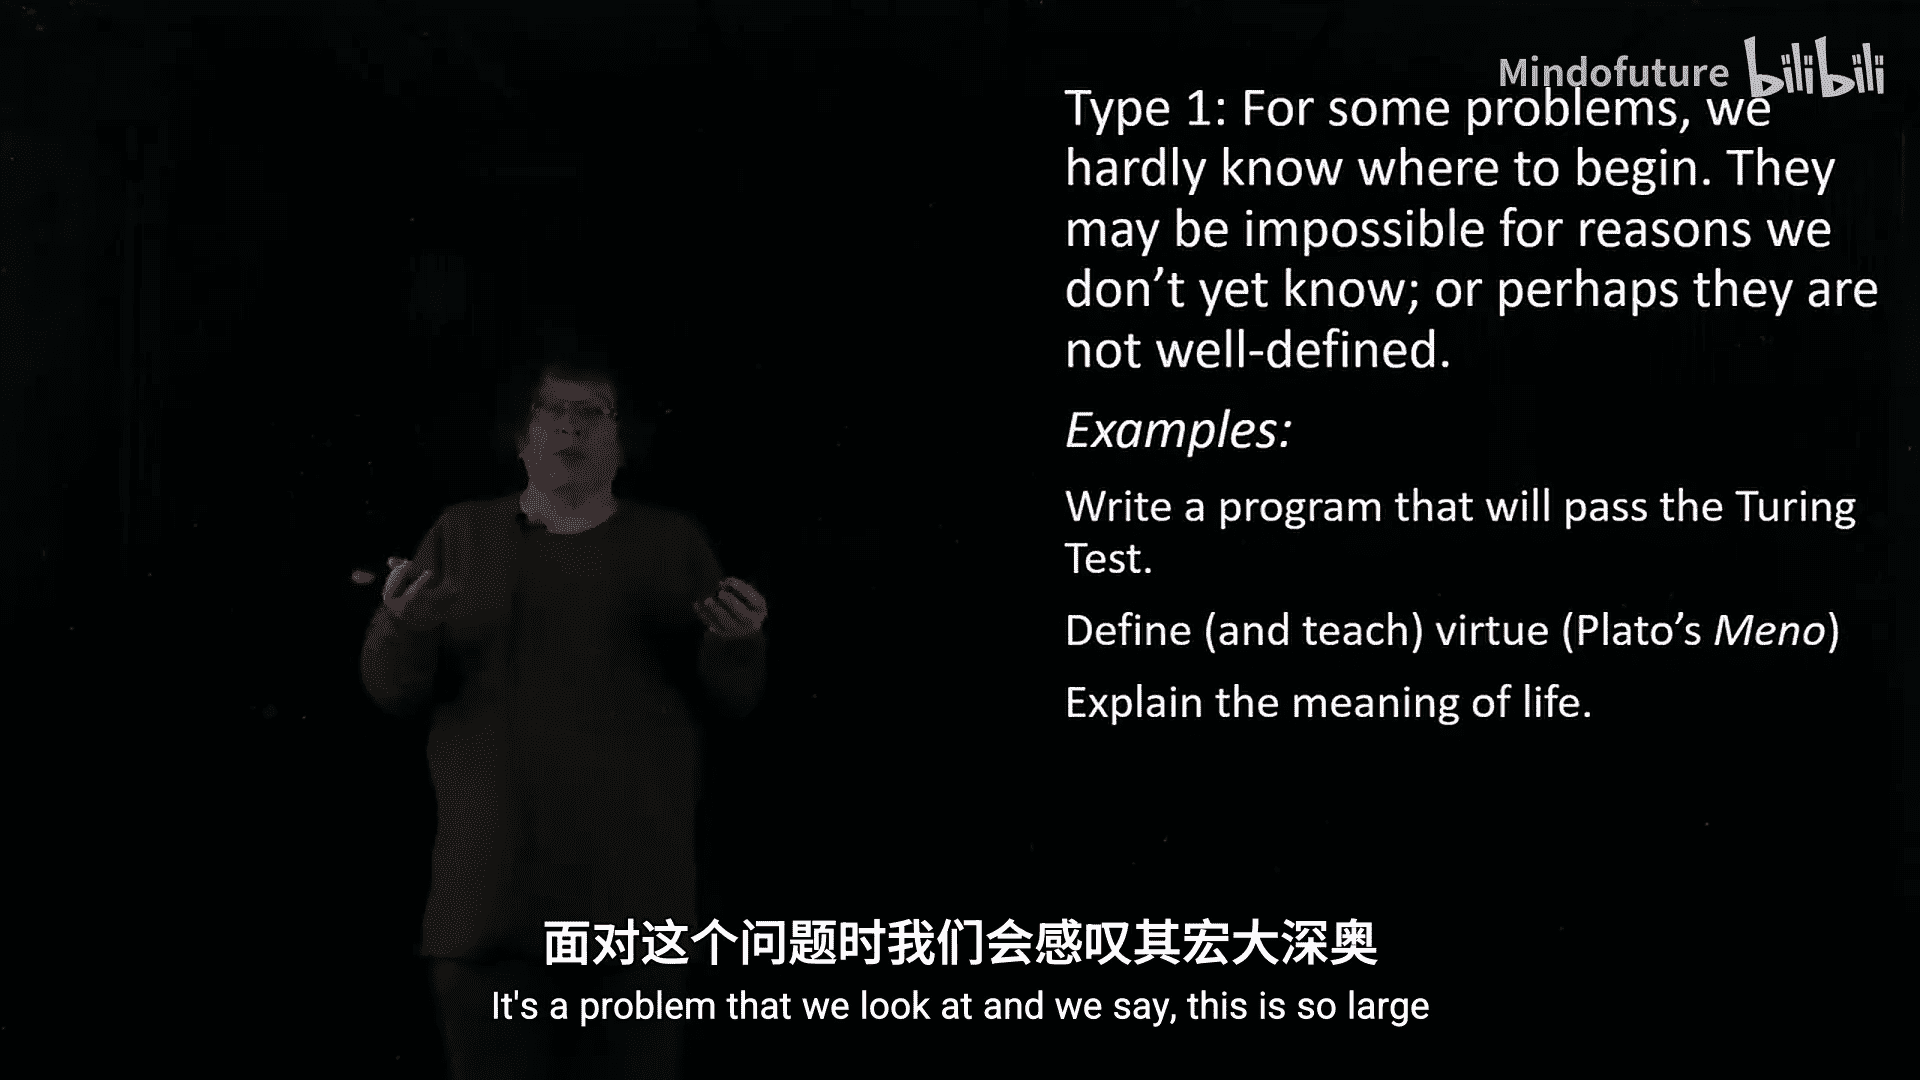 Mindofuture bilibili
Type 1: For some problems, we
hardly know where to begin. They
may be impossible for reasons we
don’t yet know; or perhaps they are
not well-defined.
Examples:
Write a program that will pass the Turing
Test.
Define (and teach) virtue (Plato’s Meno)
Explain the meaning of life.
面对这个问题时我们会感叹其宏大深奥
It's a problem that we look at and we say, this is so large